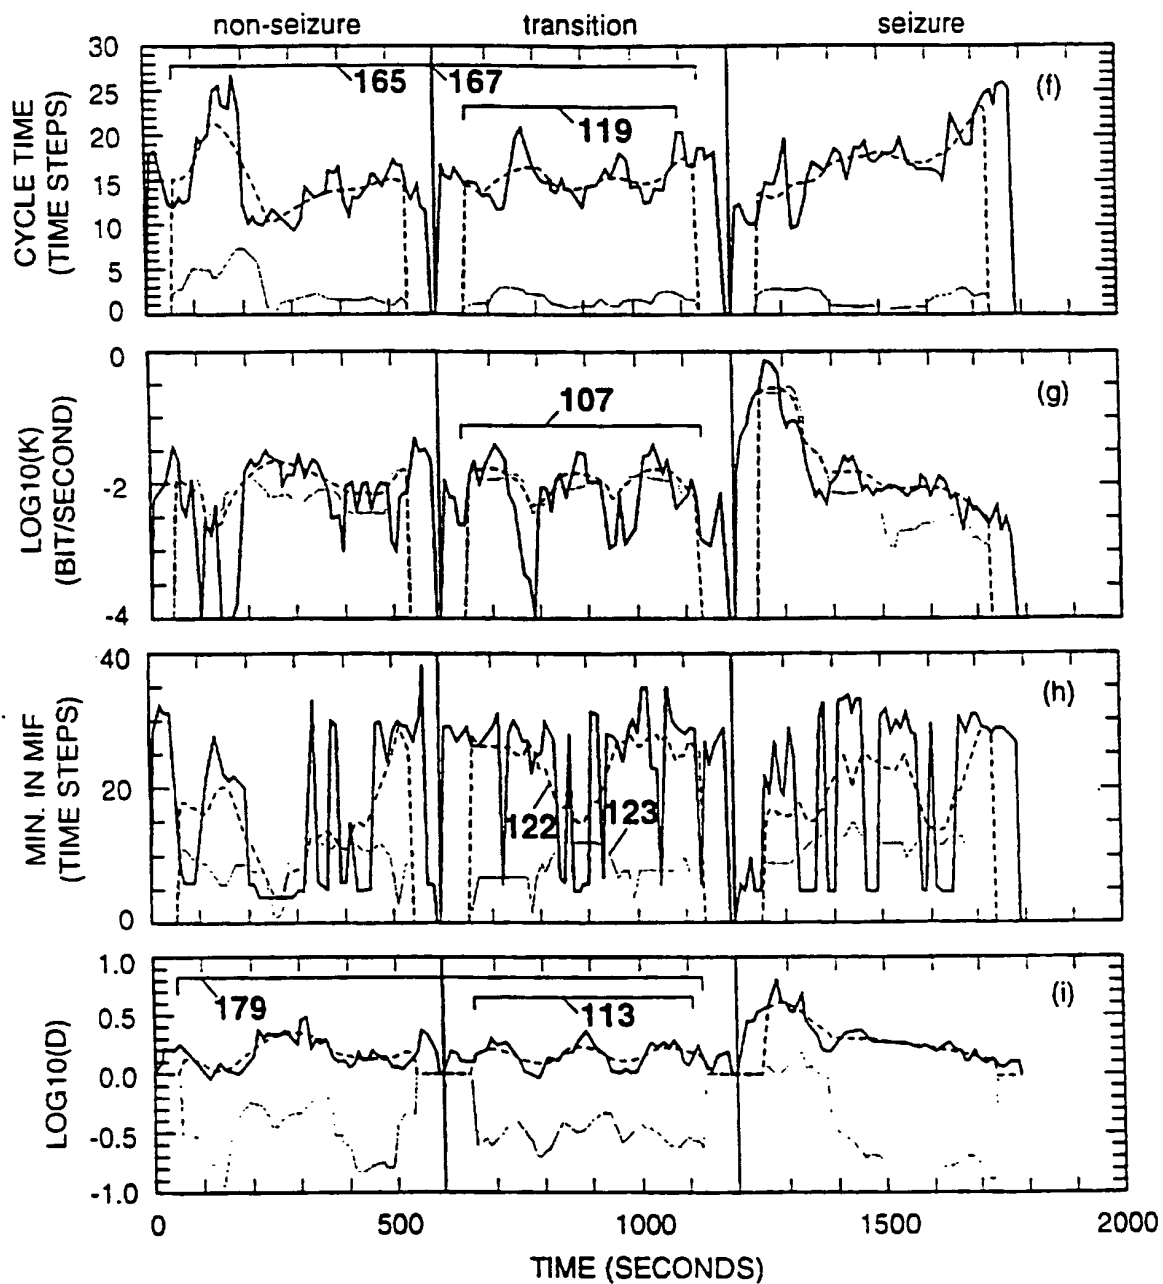 non-seizure transition seizure
30
25
20
15
10
5
0
CYCLE TIME
(TIME STEPS)
165 167
119
(f)
0
-2
-4
LOG10(K)
(BIT/SECOND)
107
(g)
40
20
0
MIN. IN MIF
(TIME STEPS)
122 123
(h)
1.0
0.5
0.0
-0.5
-1.0
LOG10(D)
179
113
(i)
0 500 1000 1500 2000
TIME (SECONDS)